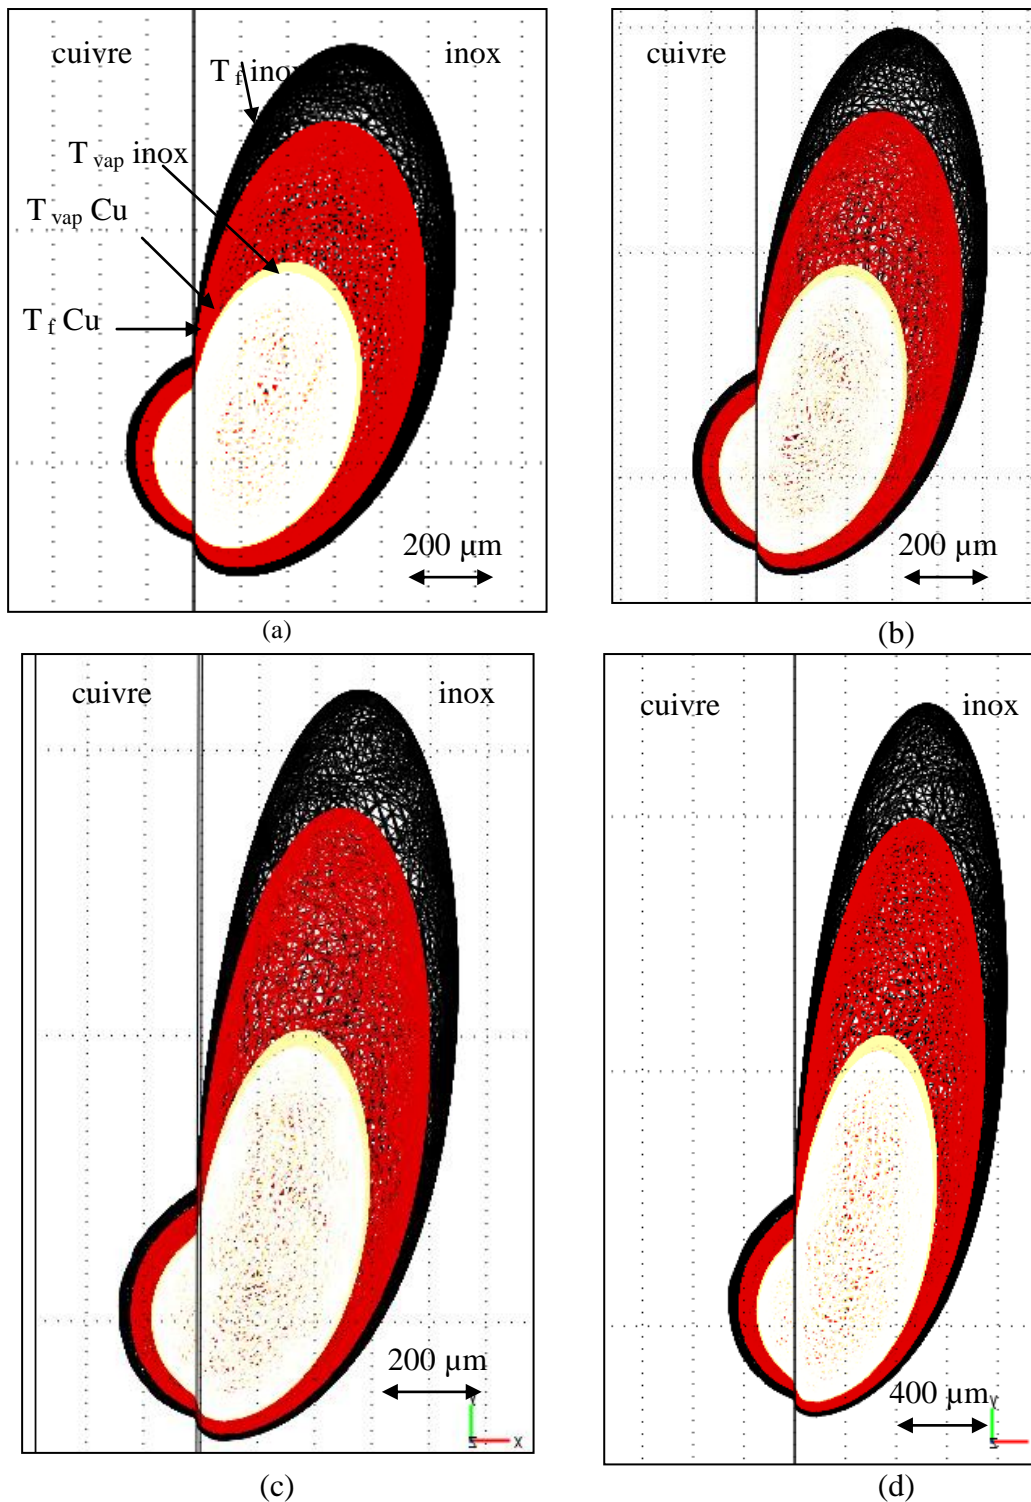 cuivre
inox
T f inox
T vap inox
T vap Cu
T f Cu
200 µm
(a)
cuivre
200 µm
(b)
cuivre
inox
200 µm
Y
Z
X
(c)
cuivre
inox
400 µm
Y
Z
(d)